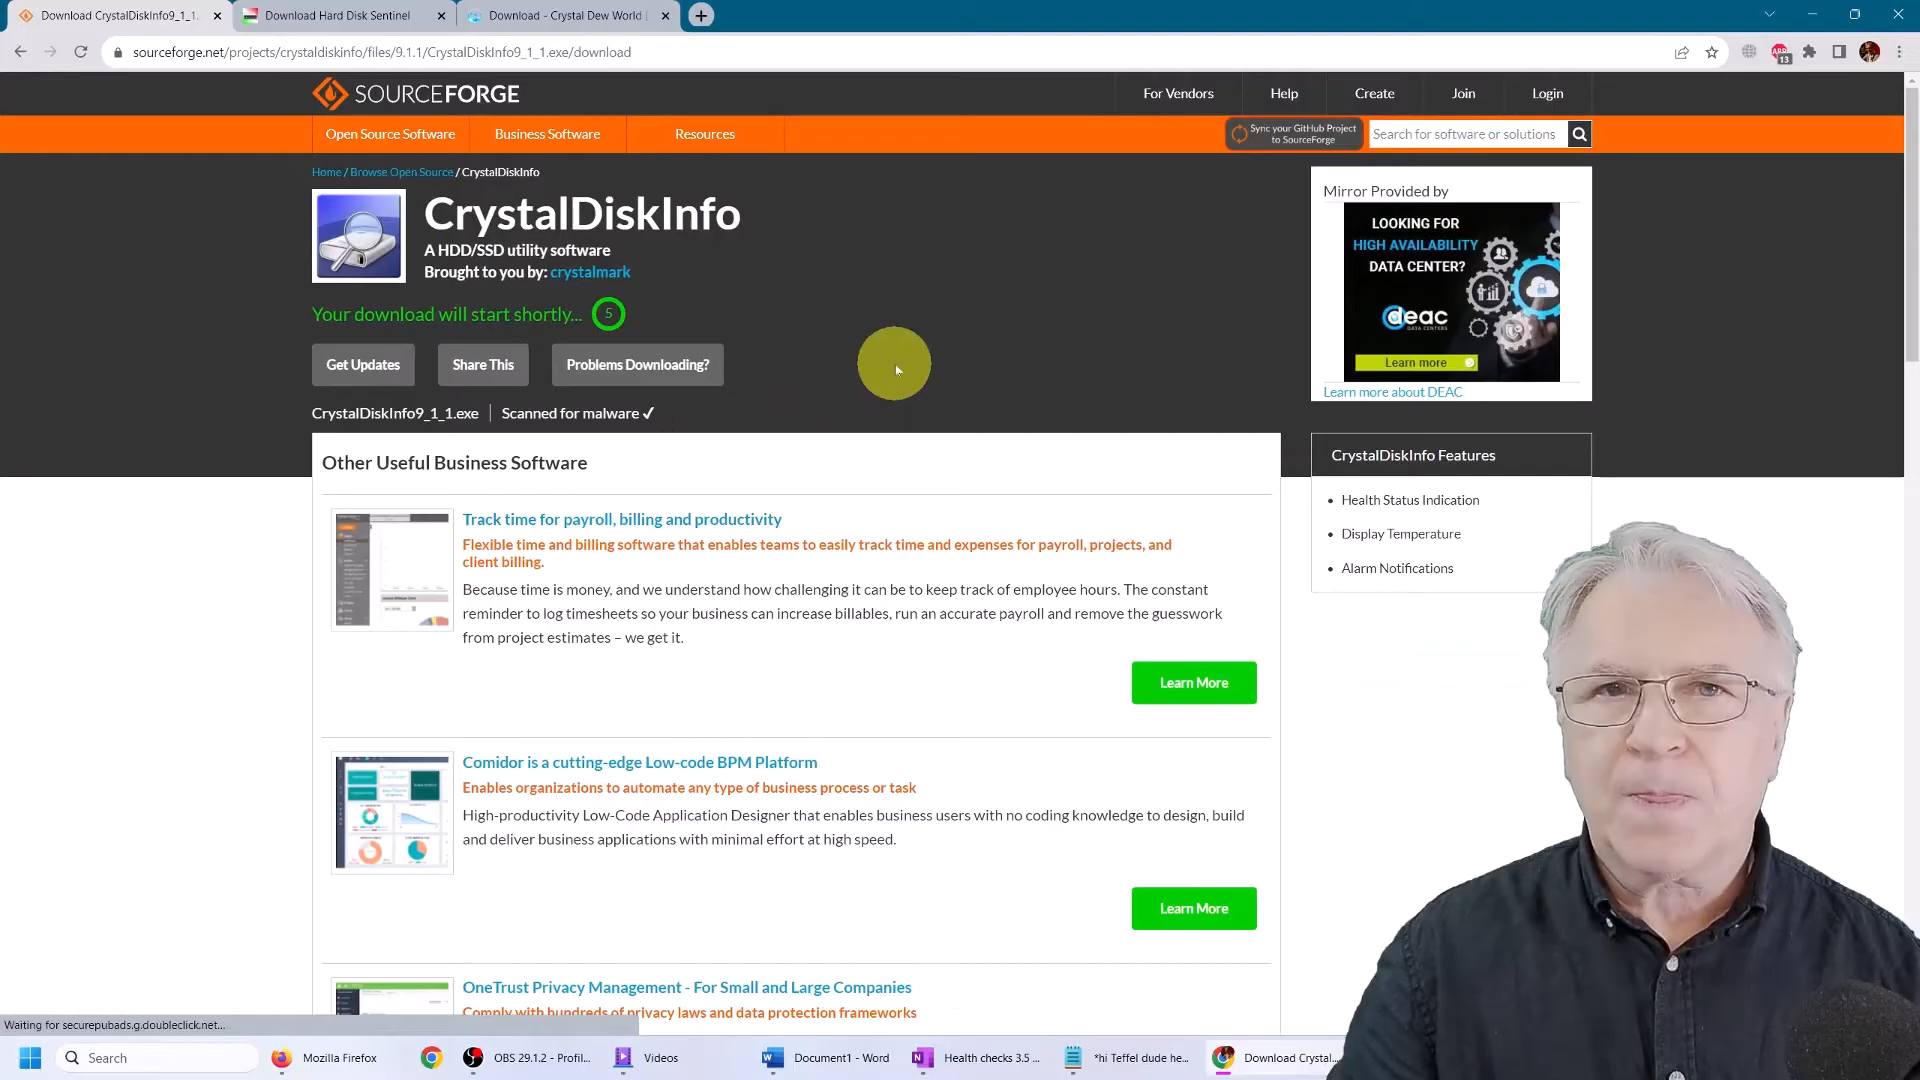 Download CrystalDiskInfo9_1_1.
Download Hard Disk Sentinel
Download - Crystal Dew World
sourceforge.net/projects/crystaldiskinfo/files/9.1.1/CrystalDiskInfo9_1_1.exe/download
13
SOURCEFORGE
For Vendors
Help
Create
Join
Login
Open Source Software
Business Software
Resources
Sync your GitHub Project
to SourceForge
Search for software or solutions
Home / Browse Open Source / CrystalDiskInfo
CrystalDiskInfo
A HDD/SSD utility software
Brought to you by: crystalmark
Your download will start shortly... 5
Get Updates
Share This
Problems Downloading?
CrystalDiskInfo9_1_1.exe
Scanned for malware ✓
Mirror Provided by
LOOKING FOR
HIGH AVAILABILITY
DATA CENTER?
deac
DATA CENTERS
Learn more
Learn more about DEAC
CrystalDiskInfo Features
• Health Status Indication
• Display Temperature
• Alarm Notifications
Other Useful Business Software
Track time for payroll, billing and productivity
Flexible time and billing software that enables teams to easily track time and expenses for payroll, projects, and
client billing.
Because time is money, and we understand how challenging it can be to keep track of employee hours. The constant
reminder to log timesheets so your business can increase billables, run an accurate payroll and remove the guesswork
from project estimates – we get it.
Learn More
Comidor is a cutting-edge Low-code BPM Platform
Enables organizations to automate any type of business process or task
High-productivity Low-Code Application Designer that enables business users with no coding knowledge to design, build
and deliver business applications with minimal effort at high speed.
Learn More
OneTrust Privacy Management - For Small and Large Companies
Comply with hundreds of privacy laws and data protection frameworks
Waiting for securepubads.g.doubleclick.net...
Search
Mozilla Firefox
OBS 29.1.2 - Profil...
Videos
Document1 - Word
Health checks 3.5 ...
*hi Teffel dude he...
Download Crystal...